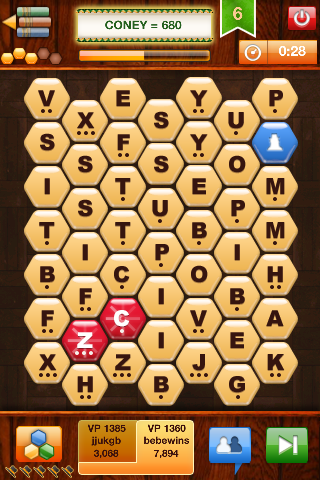 CONEY = 680
6
0:28
V E Y P
X S U
S F Y
S S O
I T E M
S U P
T T B M
I P I
B C O H
F I B
F C V A
Z I E
X Z J K
H B G
VP 1385
jjukgb
3,068
VP 1360
bebewins
7,894